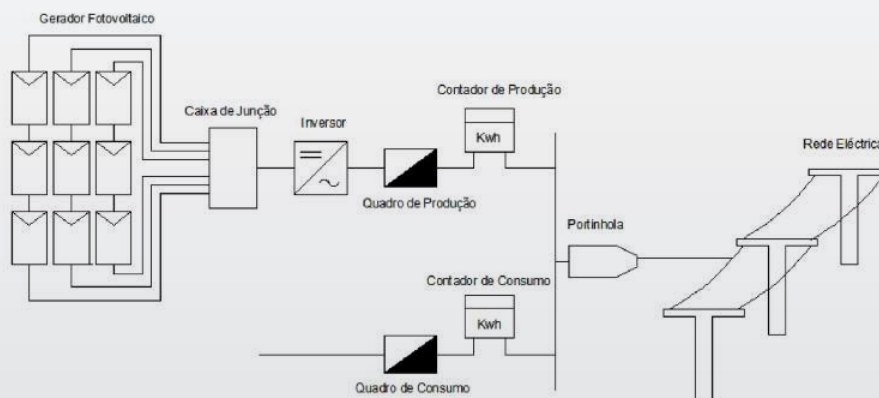 Gerador Fotovoltaico
Caixa de Junção
Inversor
Contador de Produção
Kwh
Quadro de Produção
Rede Eléctrica
Portinhola
Contador de Consumo
Kwh
Quadro de Consumo